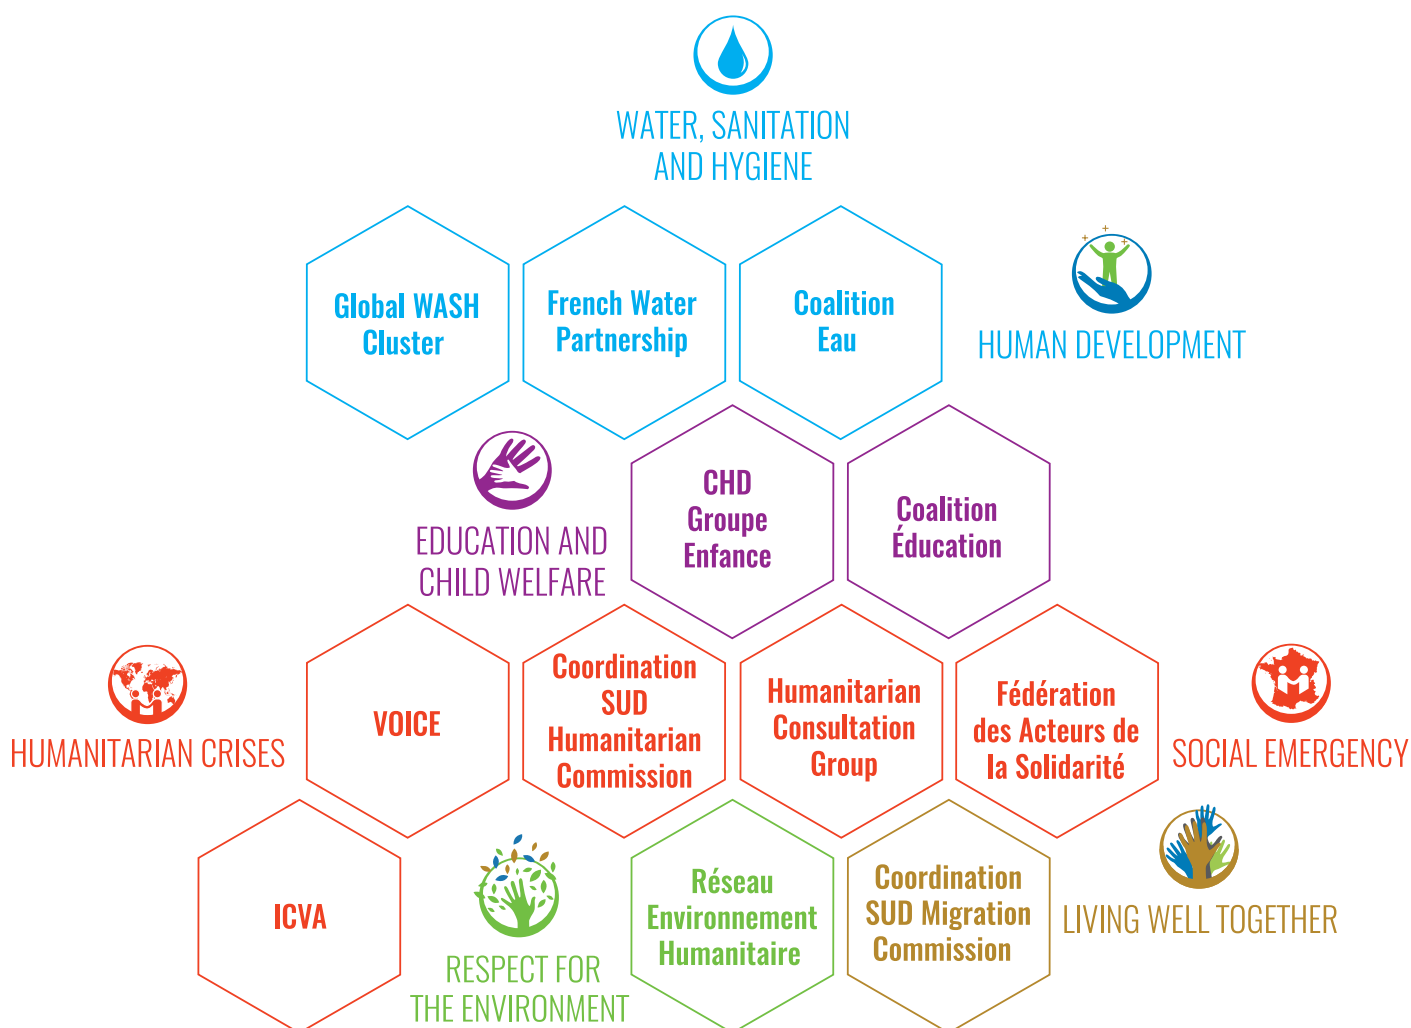 WATER, SANITATION
AND HYGIENE
Global WASH
Cluster
French Water
Partnership
Coalition
Eau
HUMAN DEVELOPMENT
EDUCATION AND
CHILD WELFARE
CHD
Groupe
Enfance
Coalition
Éducation
HUMANITARIAN CRISES
VOICE
Coordination
SUD
Humanitarian
Commission
Humanitarian
Consultation
Group
Fédération
des Acteurs de
la Solidarité
SOCIAL EMERGENCY
ICVA
RESPECT FOR
THE ENVIRONMENT
Réseau
Environnement
Humanitaire
Coordination
SUD Migration
Commission
LIVING WELL TOGETHER